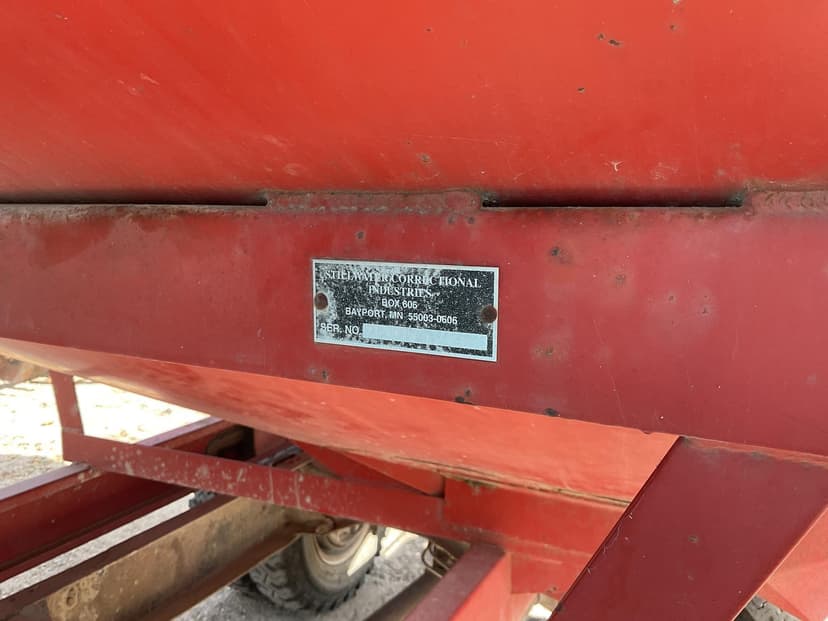 STILLWATER CORRECTIONAL
INDUSTRIES
BOX 606
BAYPORT, MN 55003-0606
SER. NO.